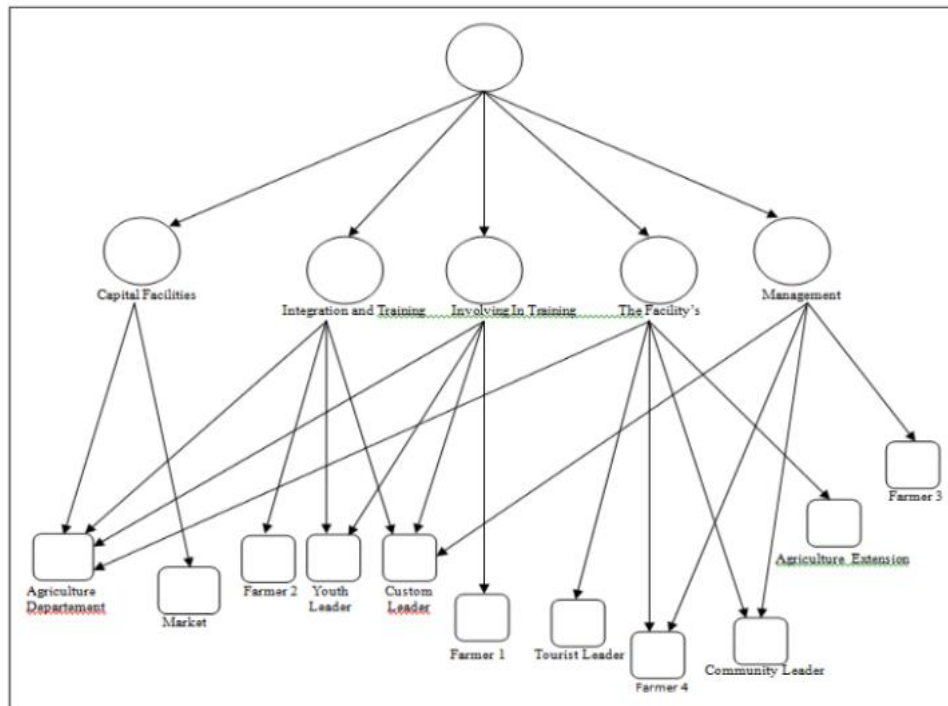 Capital Facilities
Integration and Training
Involving In Training
The Facility's
Management
Farmer 3
Agriculture Extension
Agriculture
Departement
Market
Farmer 2
Youth
Leader
Custom
Leader
Farmer 1
Tourist Leader
Farmer 4
Community Leader